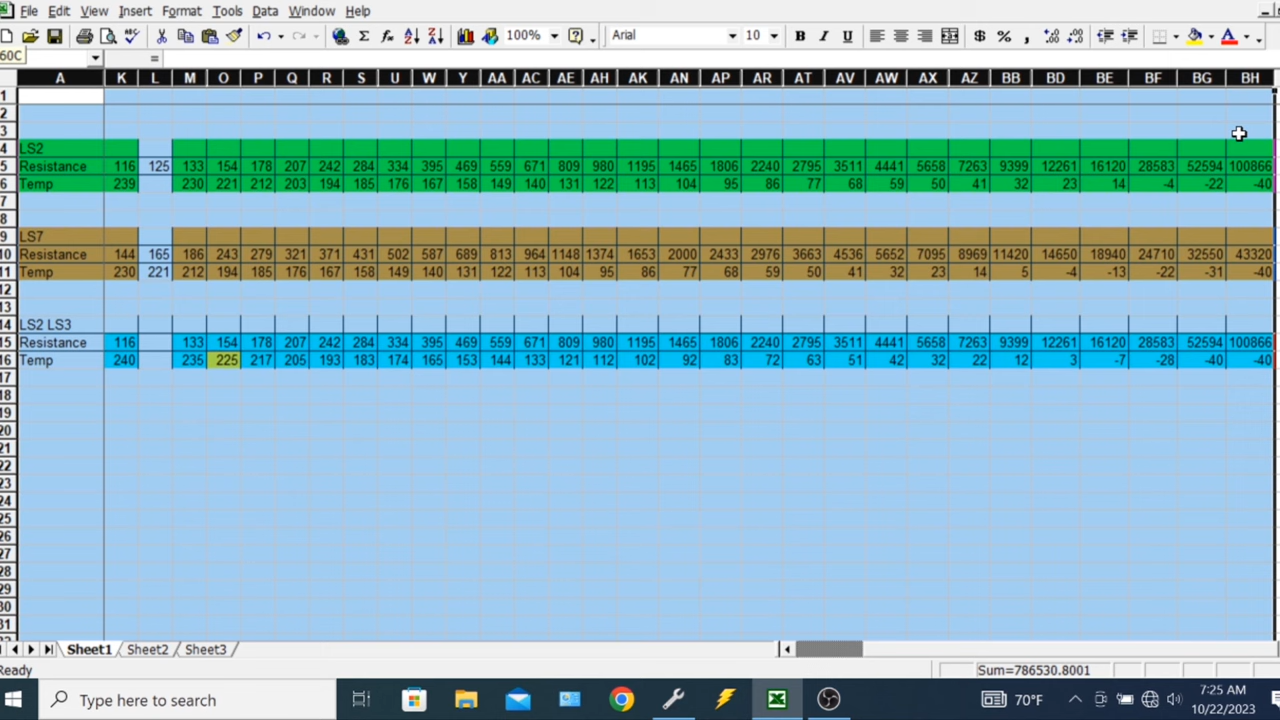 File Edit View Insert Format Tools Data Window Help
100% Arial 10 B I U $ % ,
60C =
A K L M O P Q R S U W Y AA AC AE AH AK AN AP AR AT AV AW AX AZ BB BD BE BF BG BH
1
2
3
4 LS2
5 Resistance 116 125 133 154 178 207 242 284 334 395 469 559 671 809 980 1195 1465 1806 2240 2795 3511 4441 5658 7263 9399 12261 16120 28583 52594 100866
6 Temp 239 230 221 212 203 194 185 176 167 158 149 140 131 122 113 104 95 86 77 68 59 50 41 32 23 14 -4 -22 -40
7
8
9 LS7
10 Resistance 144 165 186 243 279 321 371 431 502 587 689 813 964 1148 1374 1653 2000 2433 2976 3663 4536 5652 7095 8969 11420 14650 18940 24710 32550 43320
11 Temp 230 221 212 194 185 176 167 158 149 140 131 122 113 104 95 86 77 68 59 50 41 32 23 14 5 -4 -13 -22 -31 -40
12
13
14 LS2 LS3
15 Resistance 116 133 154 178 207 242 284 334 395 469 559 671 809 980 1195 1465 1806 2240 2795 3511 4441 5658 7263 9399 12261 16120 28583 52594 100866
16 Temp 240 235 225 217 205 193 183 174 165 153 144 133 121 112 102 92 83 72 63 51 42 32 22 12 3 -7 -28 -40 -40
17
18
19
20
21
22
23
24
25
26
27
28
29
30
31
Sheet1 Sheet2 Sheet3
Ready Sum=786530.8001
Type here to search 70°F 7:25 AM
10/22/2023